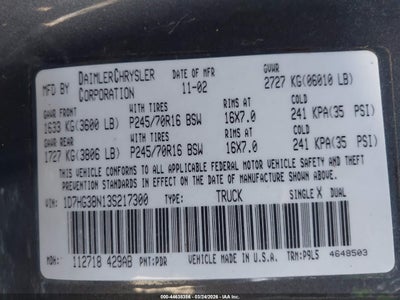 MFD BY DAIMLERCHRYSLER CORPORATION DATE OF MFR 11-02 GVWR 2727 KG(06010 LB)
GAWR FRONT WITH TIRES RIMS AT COLD
1633 KG(3600 LB) P245/70R16 BSW 16X7.0 241 KPA(35 PSI)
GAWR REAR WITH TIRES RIMS AT COLD
1727 KG(3806 LB) P245/70R16 BSW 16X7.0 241 KPA(35 PSI)
THIS VEHICLE CONFORMS TO ALL APPLICABLE FEDERAL MOTOR VEHICLE SAFETY AND
THEFT PREVENTION STANDARDS IN EFFECT ON THE DATE OF MANUFACTURE SHOWN ABOVE.
VIN: 1D7HG38N13S217300 TYPE: TRUCK SINGLE X DUAL
MDH: 112718 429AB PNT: PDR VEHICLE MADE IN U.S.A. TRM: P9L5 4648503
000-44638388 - 03/24/2026 - IAAI.COM